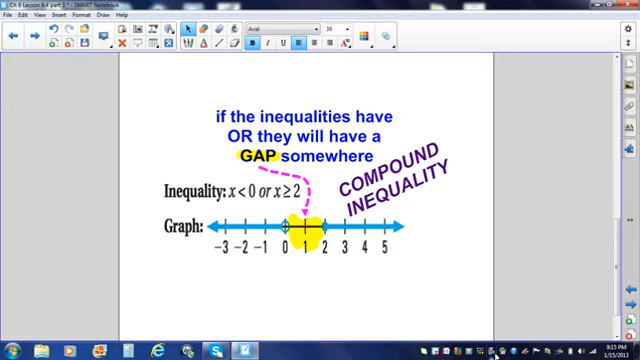 Ch 6 Lesson 6.4 part 1 * - SMART Notebook
File Edit View Insert Format Draw Help
Arial 36
B I U
if the inequalities have
OR they will have a
GAP somewhere
COMPOUND
INEQUALITY
Inequality: x < 0 or x ≥ 2
Graph:
-3 -2 -1 0 1 2 3 4 5
9:15 PM
1/15/2013